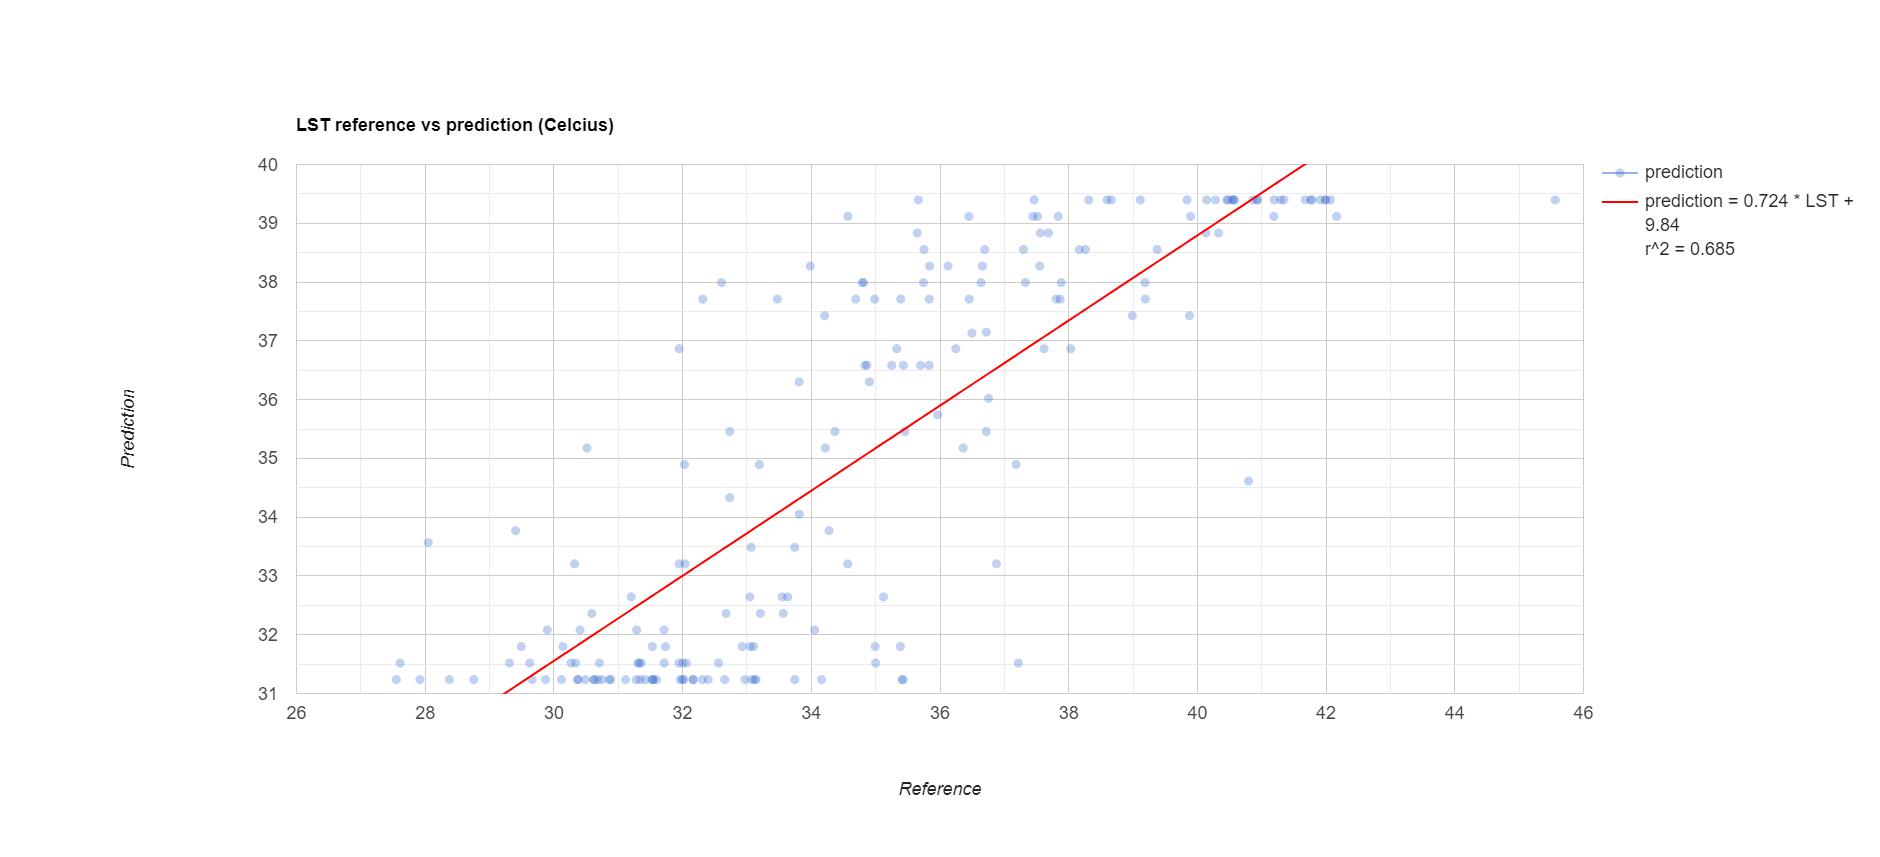 LST reference vs prediction (Celcius)
40
39
38
37
36
35
34
33
32
31
26 28 30 32 34 36 38 40 42 44 46
Prediction
Reference
prediction
prediction = 0.724 * LST +
9.84
r^2 = 0.685